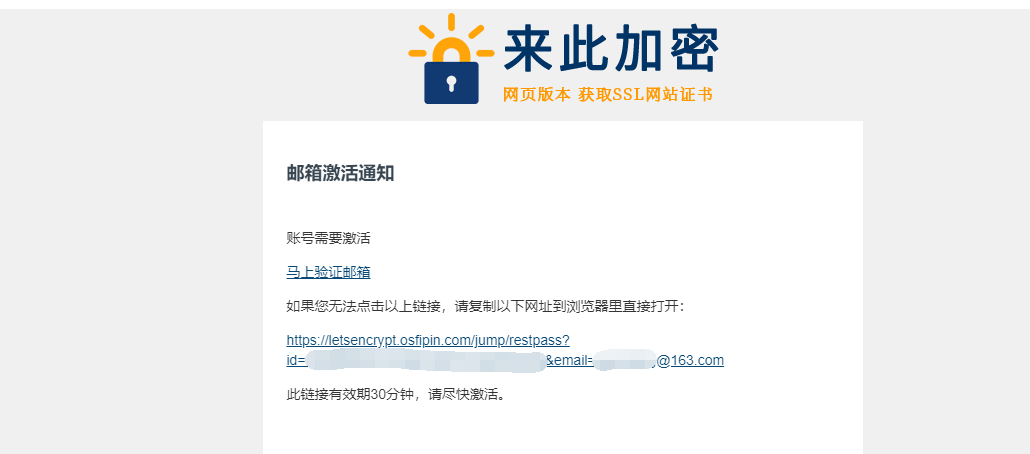 来此加密
网页版本 获取SSL网站证书
邮箱激活通知
账号需要激活
马上验证邮箱
如果您无法点击以上链接，请复制以下网址到浏览器里直接打开：
https://letsencrypt.osfipin.com/jump/restpass?
id= &email= @163.com
此链接有效期30分钟，请尽快激活。